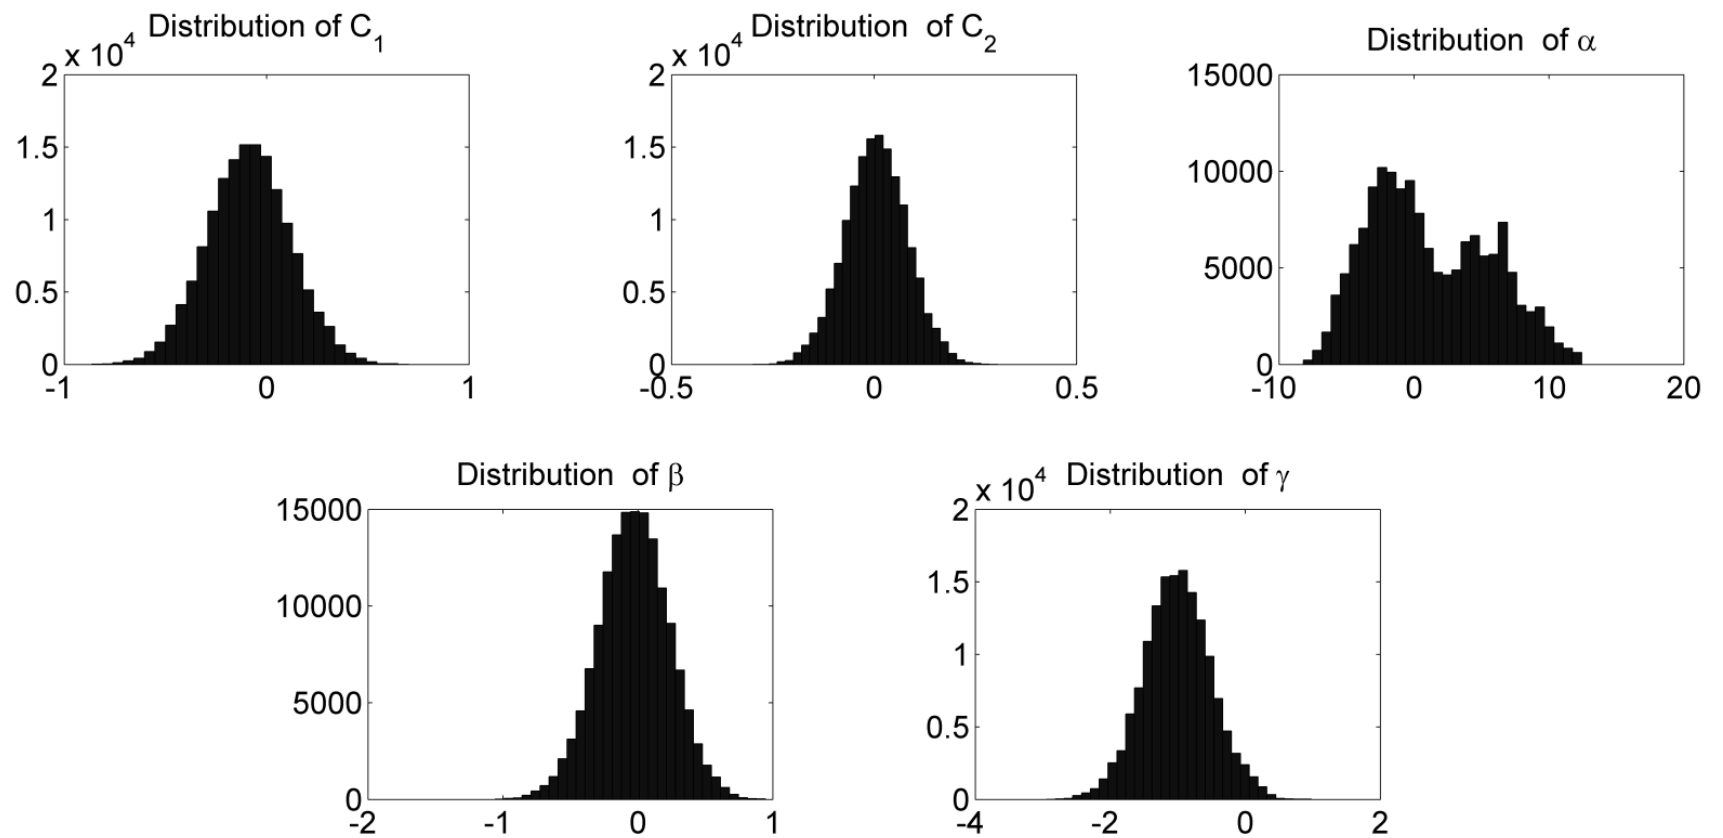 Distribution of C1
x 10^4
2
1.5
1
0.5
0
-1 0 1
Distribution of C2
x 10^4
2
1.5
1
0.5
0
-0.5 0 0.5
Distribution of α
15000
10000
5000
0
-10 0 10 20
Distribution of β
15000
10000
5000
0
-2 -1 0 1
Distribution of γ
x 10^4
2
1.5
1
0.5
0
-4 -2 0 2